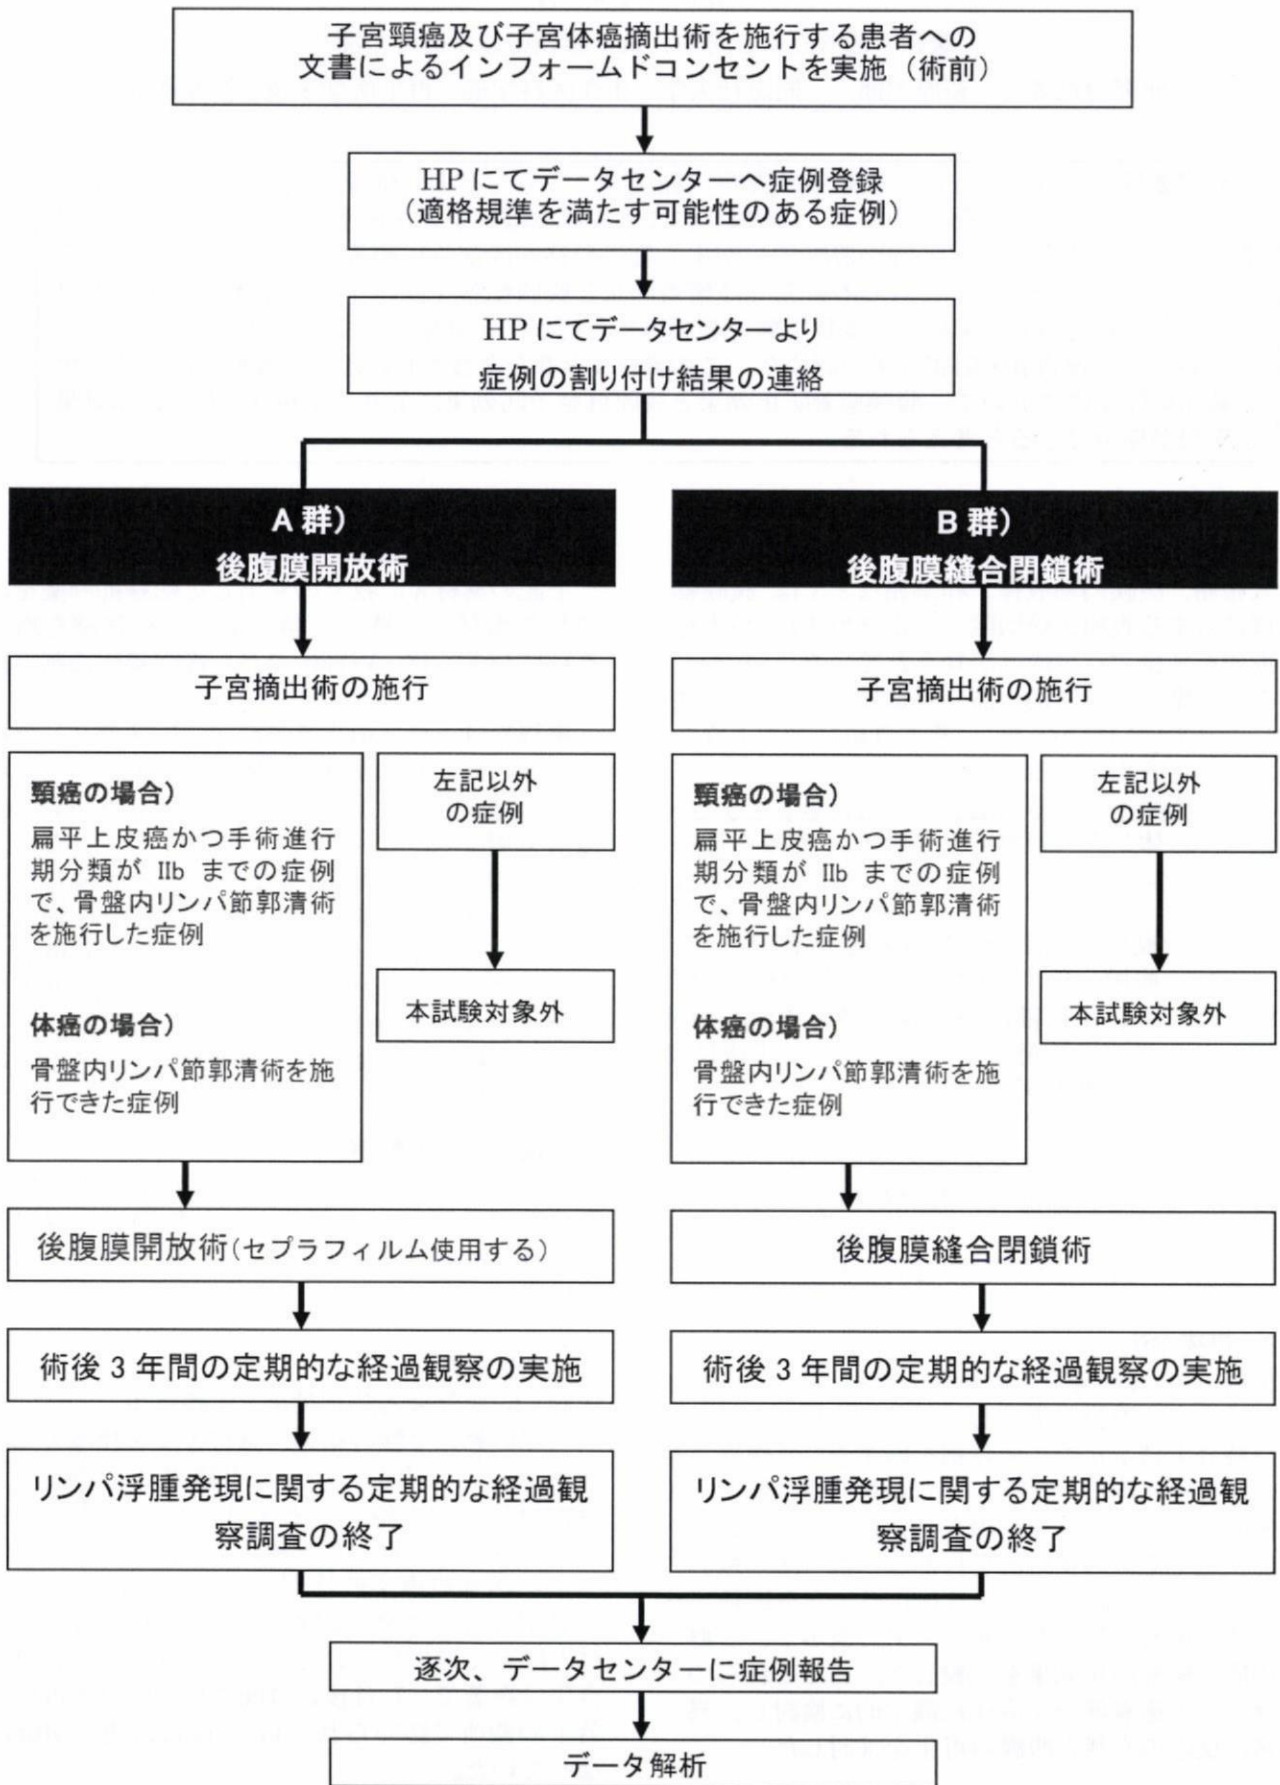 子宮頸癌及び子宮体癌摘出術を施行する患者への
文書によるインフォームドコンセントを実施（術前）
HP にてデータセンターへ症例登録
（適格規準を満たす可能性のある症例）
HP にてデータセンターより
症例の割り付け結果の連絡
A 群）
後腹膜開放術
子宮摘出術の施行
頸癌の場合）
扁平上皮癌かつ手術進行
期分類が IIb までの症例
で、骨盤内リンパ節郭清術
を施行した症例
体癌の場合）
骨盤内リンパ節郭清術を施
行できた症例
左記以外
の症例
本試験対象外
後腹膜開放術（セプラフィルム使用する）
術後 3 年間の定期的な経過観察の実施
リンパ浮腫発現に関する定期的な経過観
察調査の終了
B 群）
後腹膜縫合閉鎖術
子宮摘出術の施行
頸癌の場合）
扁平上皮癌かつ手術進行
期分類が IIb までの症例
で、骨盤内リンパ節郭清術
を施行した症例
体癌の場合）
骨盤内リンパ節郭清術を施
行できた症例
左記以外
の症例
本試験対象外
後腹膜縫合閉鎖術
術後 3 年間の定期的な経過観察の実施
リンパ浮腫発現に関する定期的な経過観
察調査の終了
逐次、データセンターに症例報告
データ解析